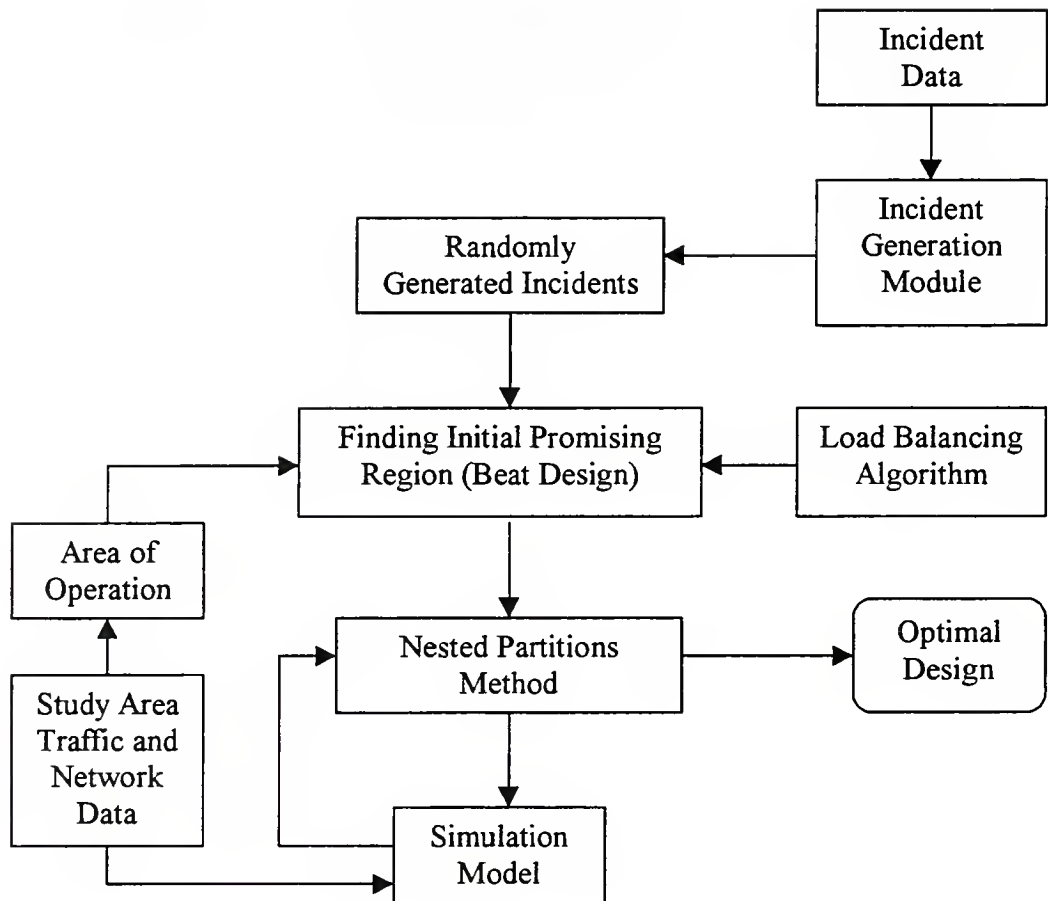 Incident
Data
Incident
Generation
Module
Randomly
Generated Incidents
Finding Initial Promising
Region (Beat Design)
Load Balancing
Algorithm
Area of
Operation
Nested Partitions
Method
Optimal
Design
Study Area
Traffic and
Network
Data
Simulation
Model